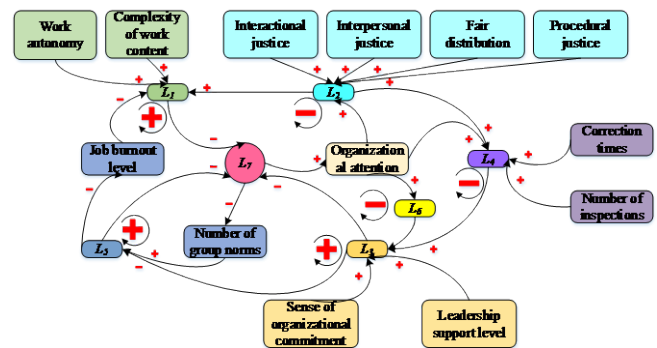 Work
autonomy
Complexity
of work
content
Interactional
justice
Interpersonal
justice
Fair
distribution
Procedural
justice
L1
L2
Job burnout
level
L7
Organization
al attention
L4
Correction
times
Number of
inspections
L6
L5
Number of
group norms
L3
Sense of
organizational
commitment
Leadership
support level